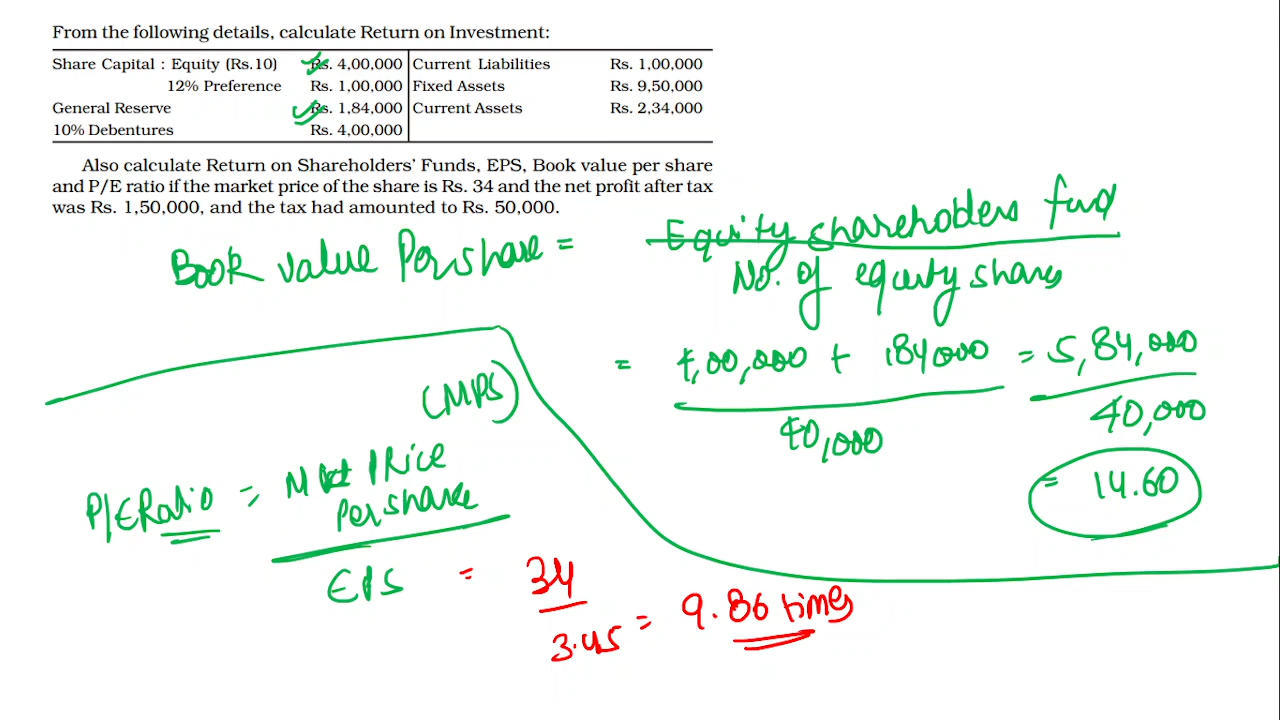 From the following details, calculate Return on Investment:
Share Capital : Equity (Rs.10) Rs. 4,00,000 Current Liabilities Rs. 1,00,000
12% Preference Rs. 1,00,000 Fixed Assets Rs. 9,50,000
General Reserve Rs. 1,84,000 Current Assets Rs. 2,34,000
10% Debentures Rs. 4,00,000
Also calculate Return on Shareholders' Funds, EPS, Book value per share
and P/E ratio if the market price of the share is Rs. 34 and the net profit after tax
was Rs. 1,50,000, and the tax had amounted to Rs. 50,000.
Book value Per share = Equity shareholders fund
No. of equity shares
= 4,00,000 + 184000 = 5,84,000
40,000 40,000
= 14.60
(MPS)
P/E Ratio = Mkt Price
Per share
EPS = 34
3.45 = 9.86 times